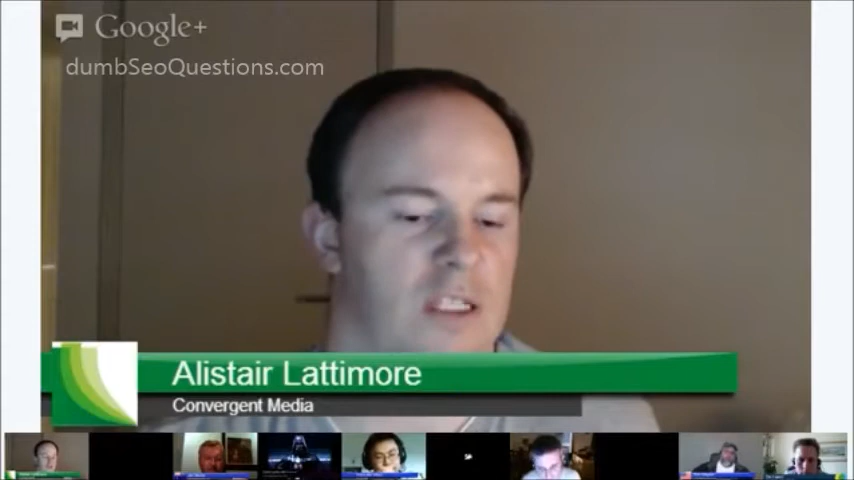 Google+
dumbSeoQuestions.com
Alistair Lattimore
Convergent Media